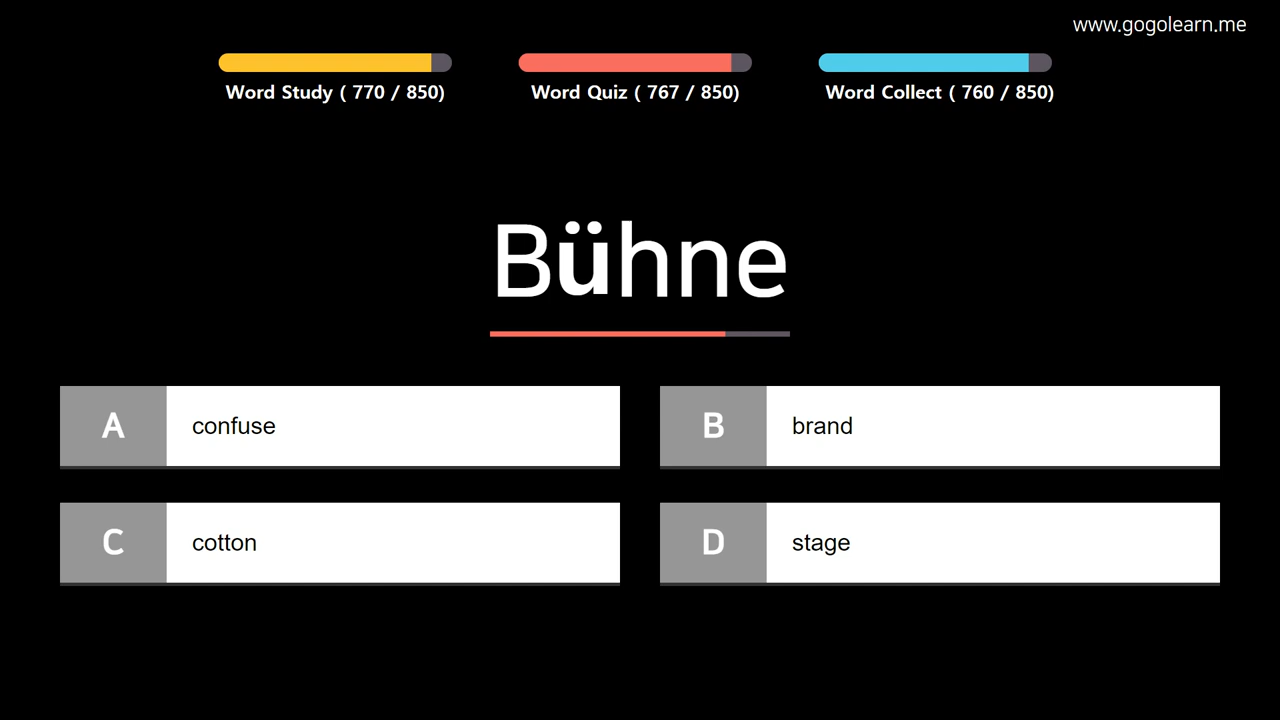 www.gogolearn.me
Word Study ( 770 / 850)
Word Quiz ( 767 / 850)
Word Collect ( 760 / 850)
Bühne
A confuse
B brand
C cotton
D stage